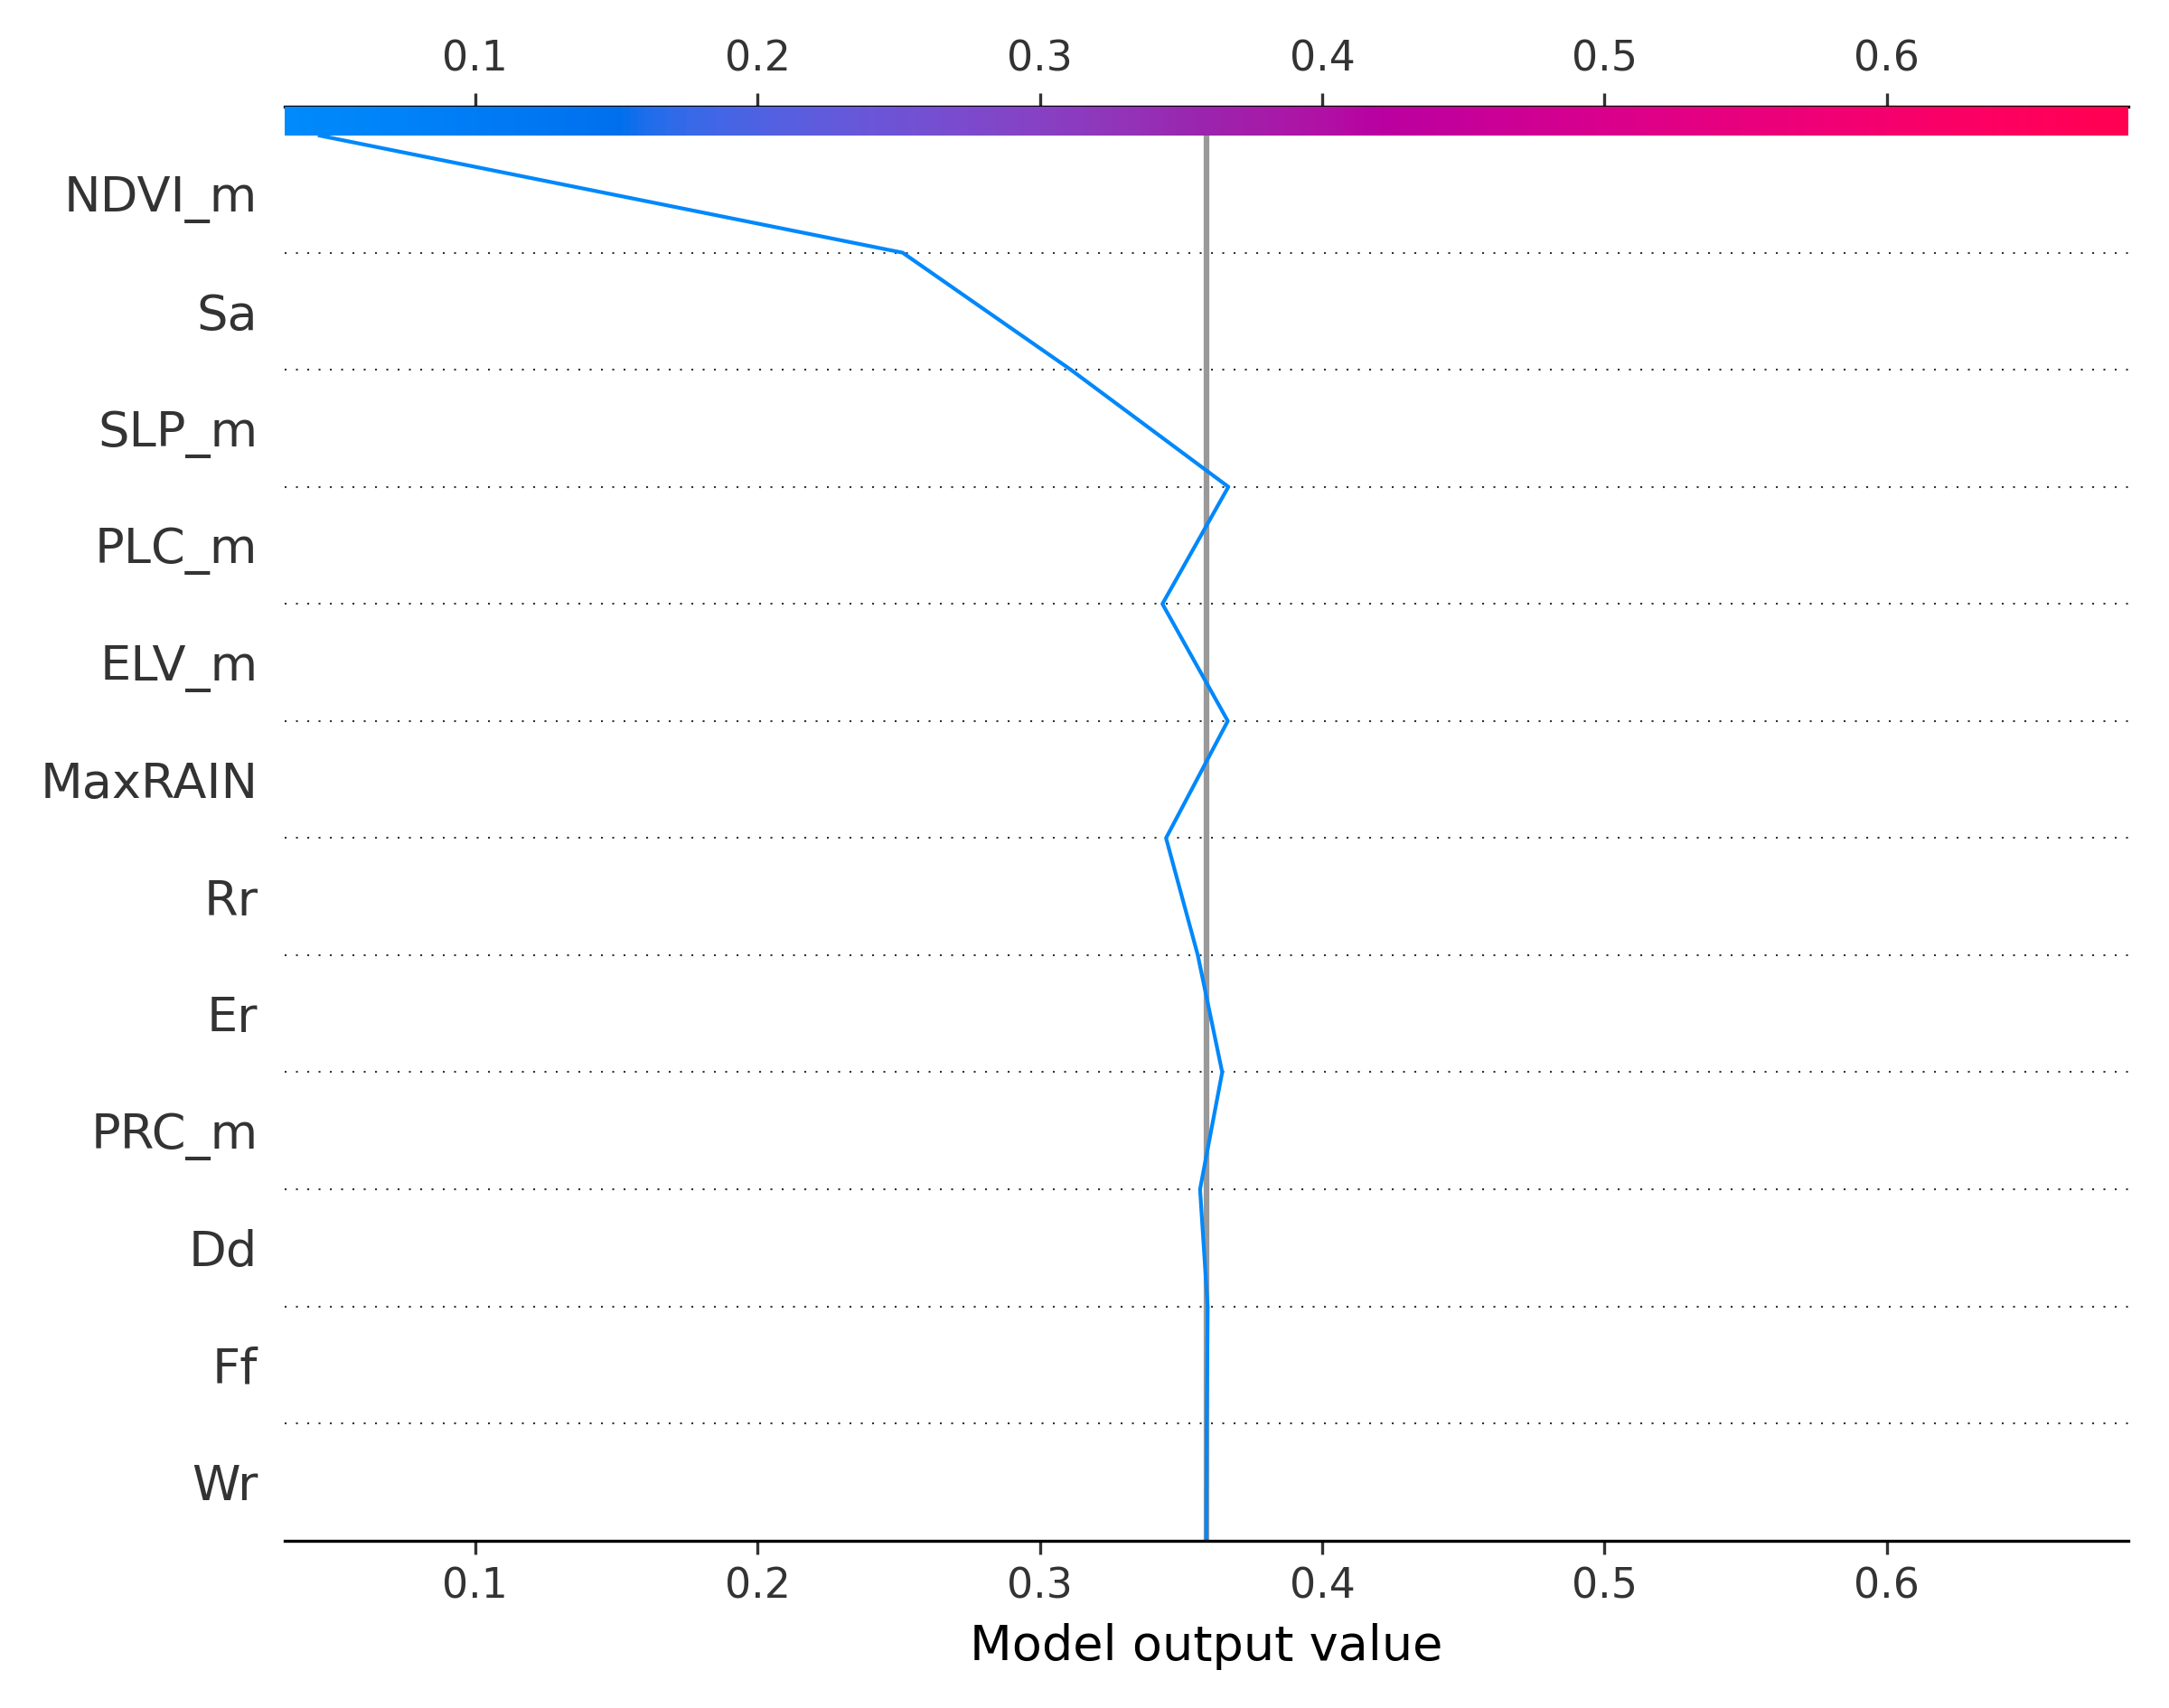 0.1 0.2 0.3 0.4 0.5 0.6
NDVI_m
Sa
SLP_m
PLC_m
ELV_m
MaxRAIN
Rr
Er
PRC_m
Dd
Ff
Wr
0.1 0.2 0.3 0.4 0.5 0.6
Model output value